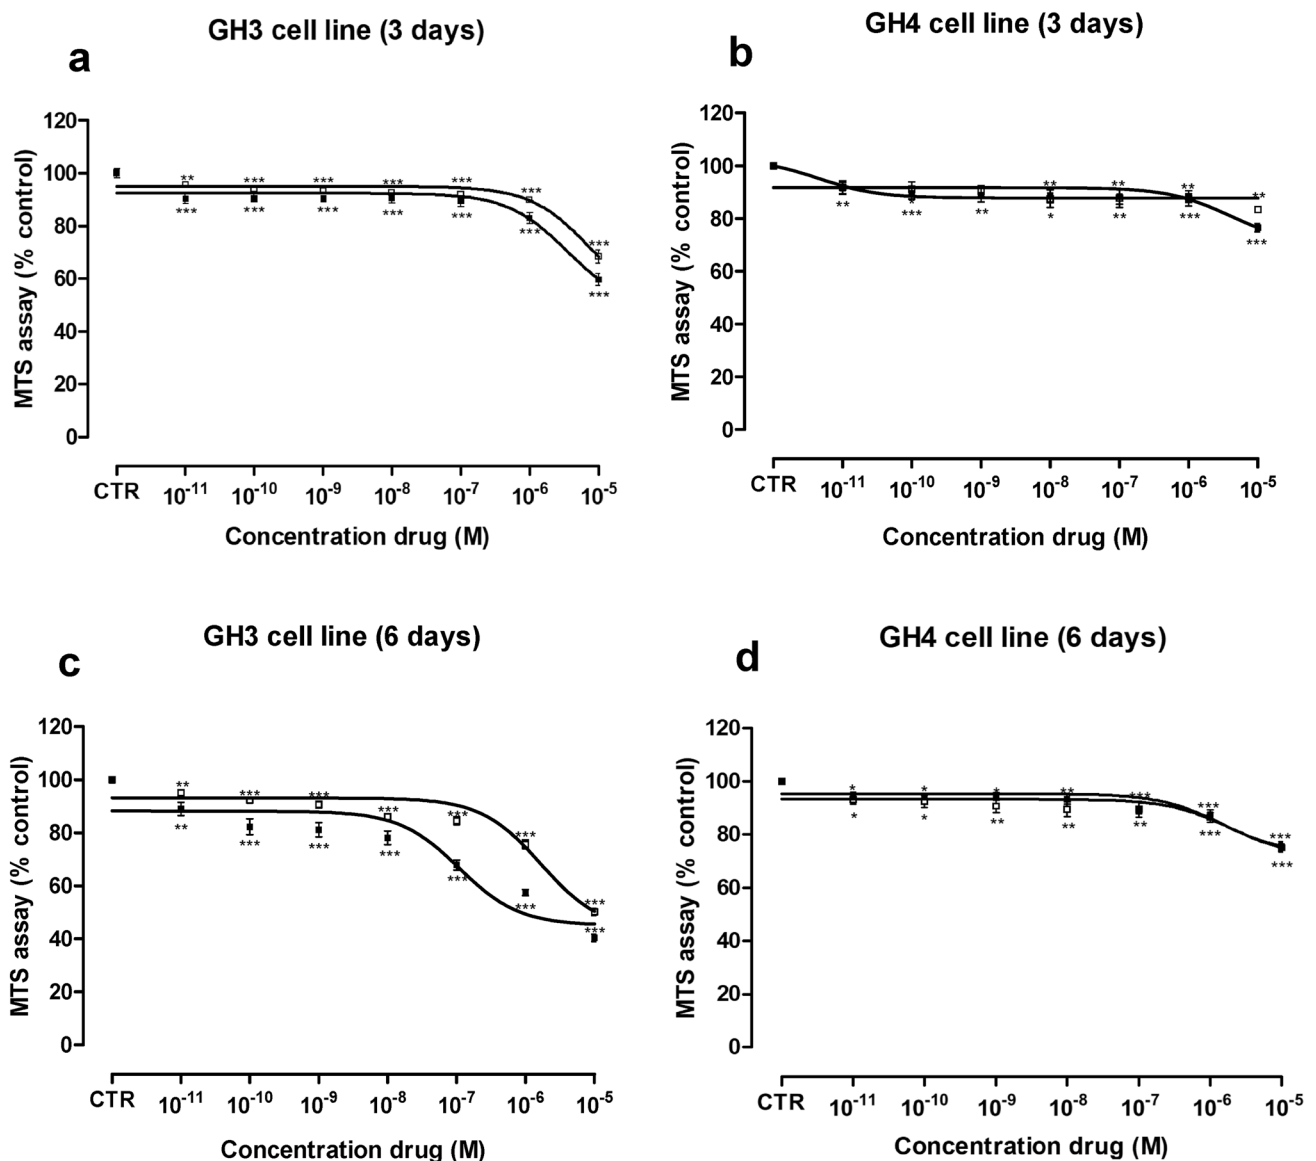 GH3 cell line (3 days)
a
MTS assay (% control)
120
100
80
60
40
20
0
** *** *** *** *** *** ***
*** *** *** *** *** *** ***
CTR 10-11 10-10 10-9 10-8 10-7 10-6 10-5
Concentration drug (M)
GH4 cell line (3 days)
b
MTS assay (% control)
120
100
80
60
40
20
0
** ** ** **
** *** ** * ** *** ***
CTR 10-11 10-10 10-9 10-8 10-7 10-6 10-5
Concentration drug (M)
GH3 cell line (6 days)
c
MTS assay (% control)
120
100
80
60
40
20
0
** *** *** *** *** *** ***
** *** *** *** *** *** ***
CTR 10-11 10-10 10-9 10-8 10-7 10-6 10-5
Concentration drug (M)
GH4 cell line (6 days)
d
MTS assay (% control)
120
100
80
60
40
20
0
* * * ** *** *** ***
* * ** ** ** *** ***
CTR 10-11 10-10 10-9 10-8 10-7 10-6 10-5
Concentration drug (M)